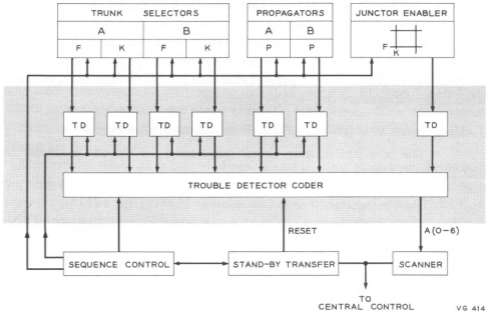 TRUNK SELECTORS
PROPAGATORS
JUNCTOR ENABLER
A
B
A
B
F
K
F
K
P
P
F
K
TD
TD
TD
TD
TD
TD
TD
TROUBLE DETECTOR CODER
RESET
A (0-6)
SEQUENCE CONTROL
STAND-BY TRANSFER
SCANNER
TO
CENTRAL CONTROL
VG 414